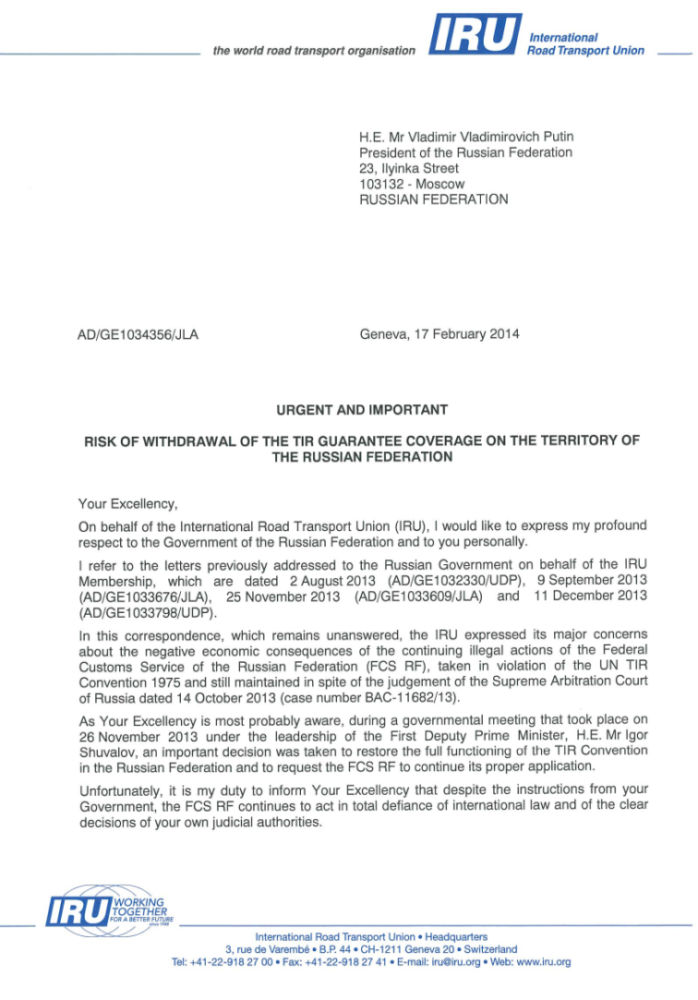 the world road transport organisation
IRU
International
Road Transport Union
H.E. Mr Vladimir Vladimirovich Putin
President of the Russian Federation
23, Ilyinka Street
103132 - Moscow
RUSSIAN FEDERATION
AD/GE1034356/JLA
Geneva, 17 February 2014
URGENT AND IMPORTANT
RISK OF WITHDRAWAL OF THE TIR GUARANTEE COVERAGE ON THE TERRITORY OF
THE RUSSIAN FEDERATION
Your Excellency,
On behalf of the International Road Transport Union (IRU), I would like to express my profound
respect to the Government of the Russian Federation and to you personally.
I refer to the letters previously addressed to the Russian Government on behalf of the IRU
Membership, which are dated 2 August 2013 (AD/GE1032330/UDP), 9 September 2013
(AD/GE1033676/JLA), 25 November 2013 (AD/GE1033609/JLA) and 11 December 2013
(AD/GE1033798/UDP).
In this correspondence, which remains unanswered, the IRU expressed its major concerns
about the negative economic consequences of the continuing illegal actions of the Federal
Customs Service of the Russian Federation (FCS RF), taken in violation of the UN TIR
Convention 1975 and still maintained in spite of the judgement of the Supreme Arbitration Court
of Russia dated 14 October 2013 (case number BAC-11682/13).
As Your Excellency is most probably aware, during a governmental meeting that took place on
26 November 2013 under the leadership of the First Deputy Prime Minister, H.E. Mr Igor
Shuvalov, an important decision was taken to restore the full functioning of the TIR Convention
in the Russian Federation and to request the FCS RF to continue its proper application.
Unfortunately, it is my duty to inform Your Excellency that despite the instructions from your
Government, the FCS RF continues to act in total defiance of international law and of the clear
decisions of your own judicial authorities.
IRU
WORKING
TOGETHER
FOR A BETTER FUTURE
since 1948
International Road Transport Union • Headquarters
3, rue de Varembé • B.P. 44 • CH-1211 Geneva 20 • Switzerland
Tel: +41-22-918 27 00 • Fax: +41-22-918 27 41 • E-mail: iru@iru.org • Web: www.iru.org